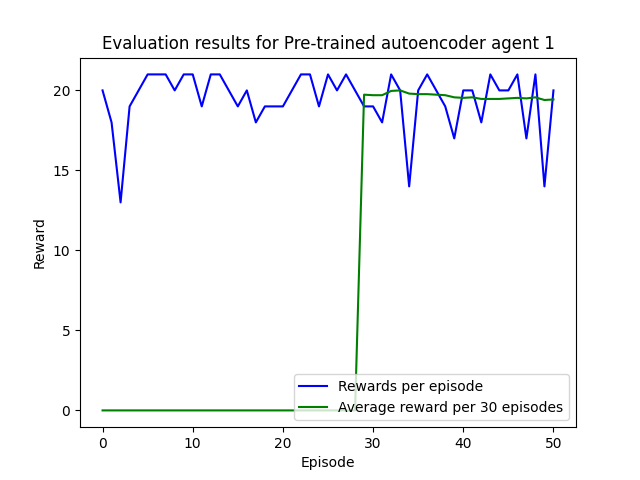 Evaluation results for Pre-trained autoencoder agent 1
20
15
10
5
0
Reward
Rewards per episode
Average reward per 30 episodes
0 10 20 30 40 50
Episode